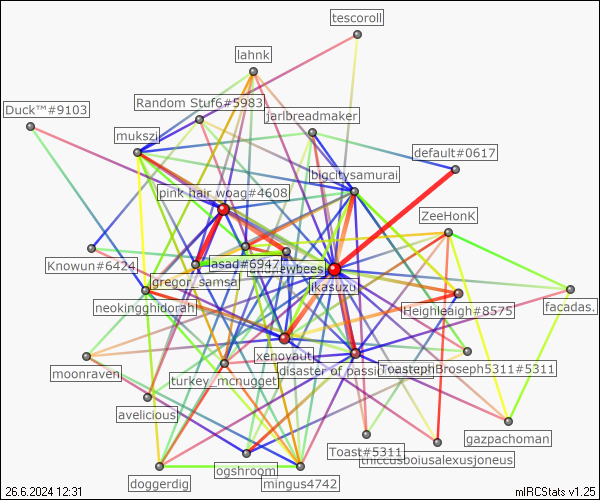 tescoroll
lahnk
Duck™#9103
Random Stuf6#5983
jarlbreadmaker
mukszi
default#0617
bigcitysamurai
pink hair woag#4608
ZeeHonK
Knowun#6424
asad#6947
gregor_samsa
ikasuzu
neokingghidorah
Heighleaigh#8575
facadas.
xenoyaut
moonraven
turkey_mcnugget
disaster of passi
ToastephBroseph5311#5311
avelicious
Toast#5311
thiccusboiusalexusjoneus
gazpachoman
doggerdig
ogshroom
mingus4742
26.6.2024 12:31
mIRCStats v1.25